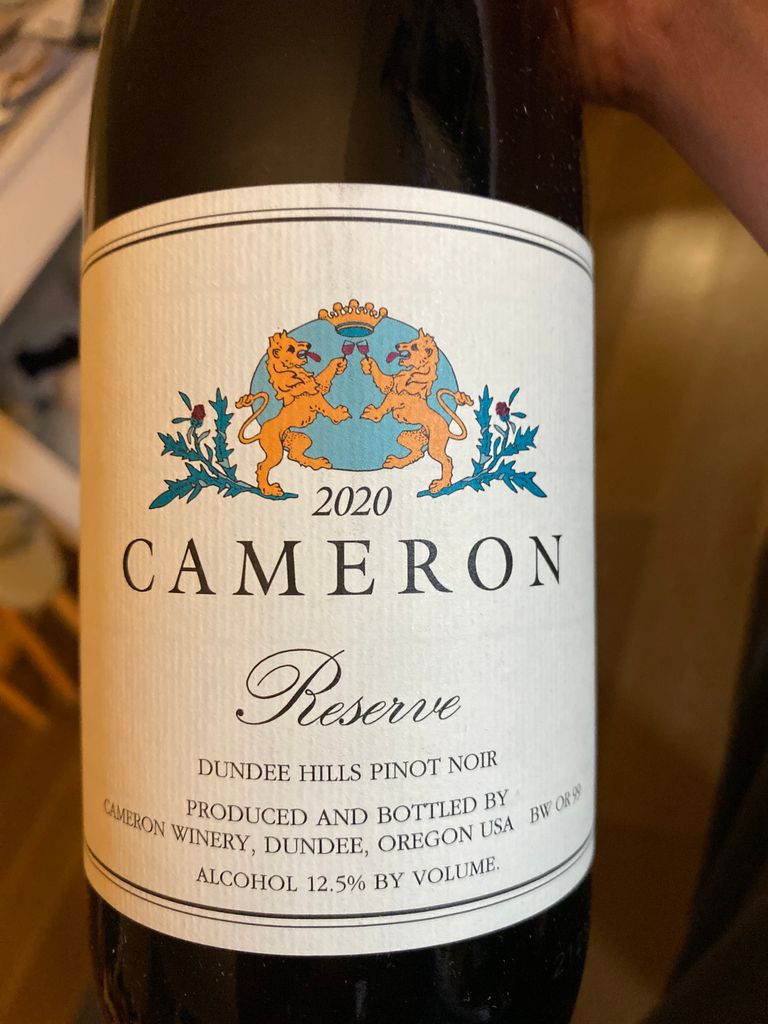 2020
CAMERON
Reserve
DUNDEE HILLS PINOT NOIR
PRODUCED AND BOTTLED BY
CAMERON WINERY, DUNDEE, OREGON USA BW OR 99
ALCOHOL 12.5% BY VOLUME.